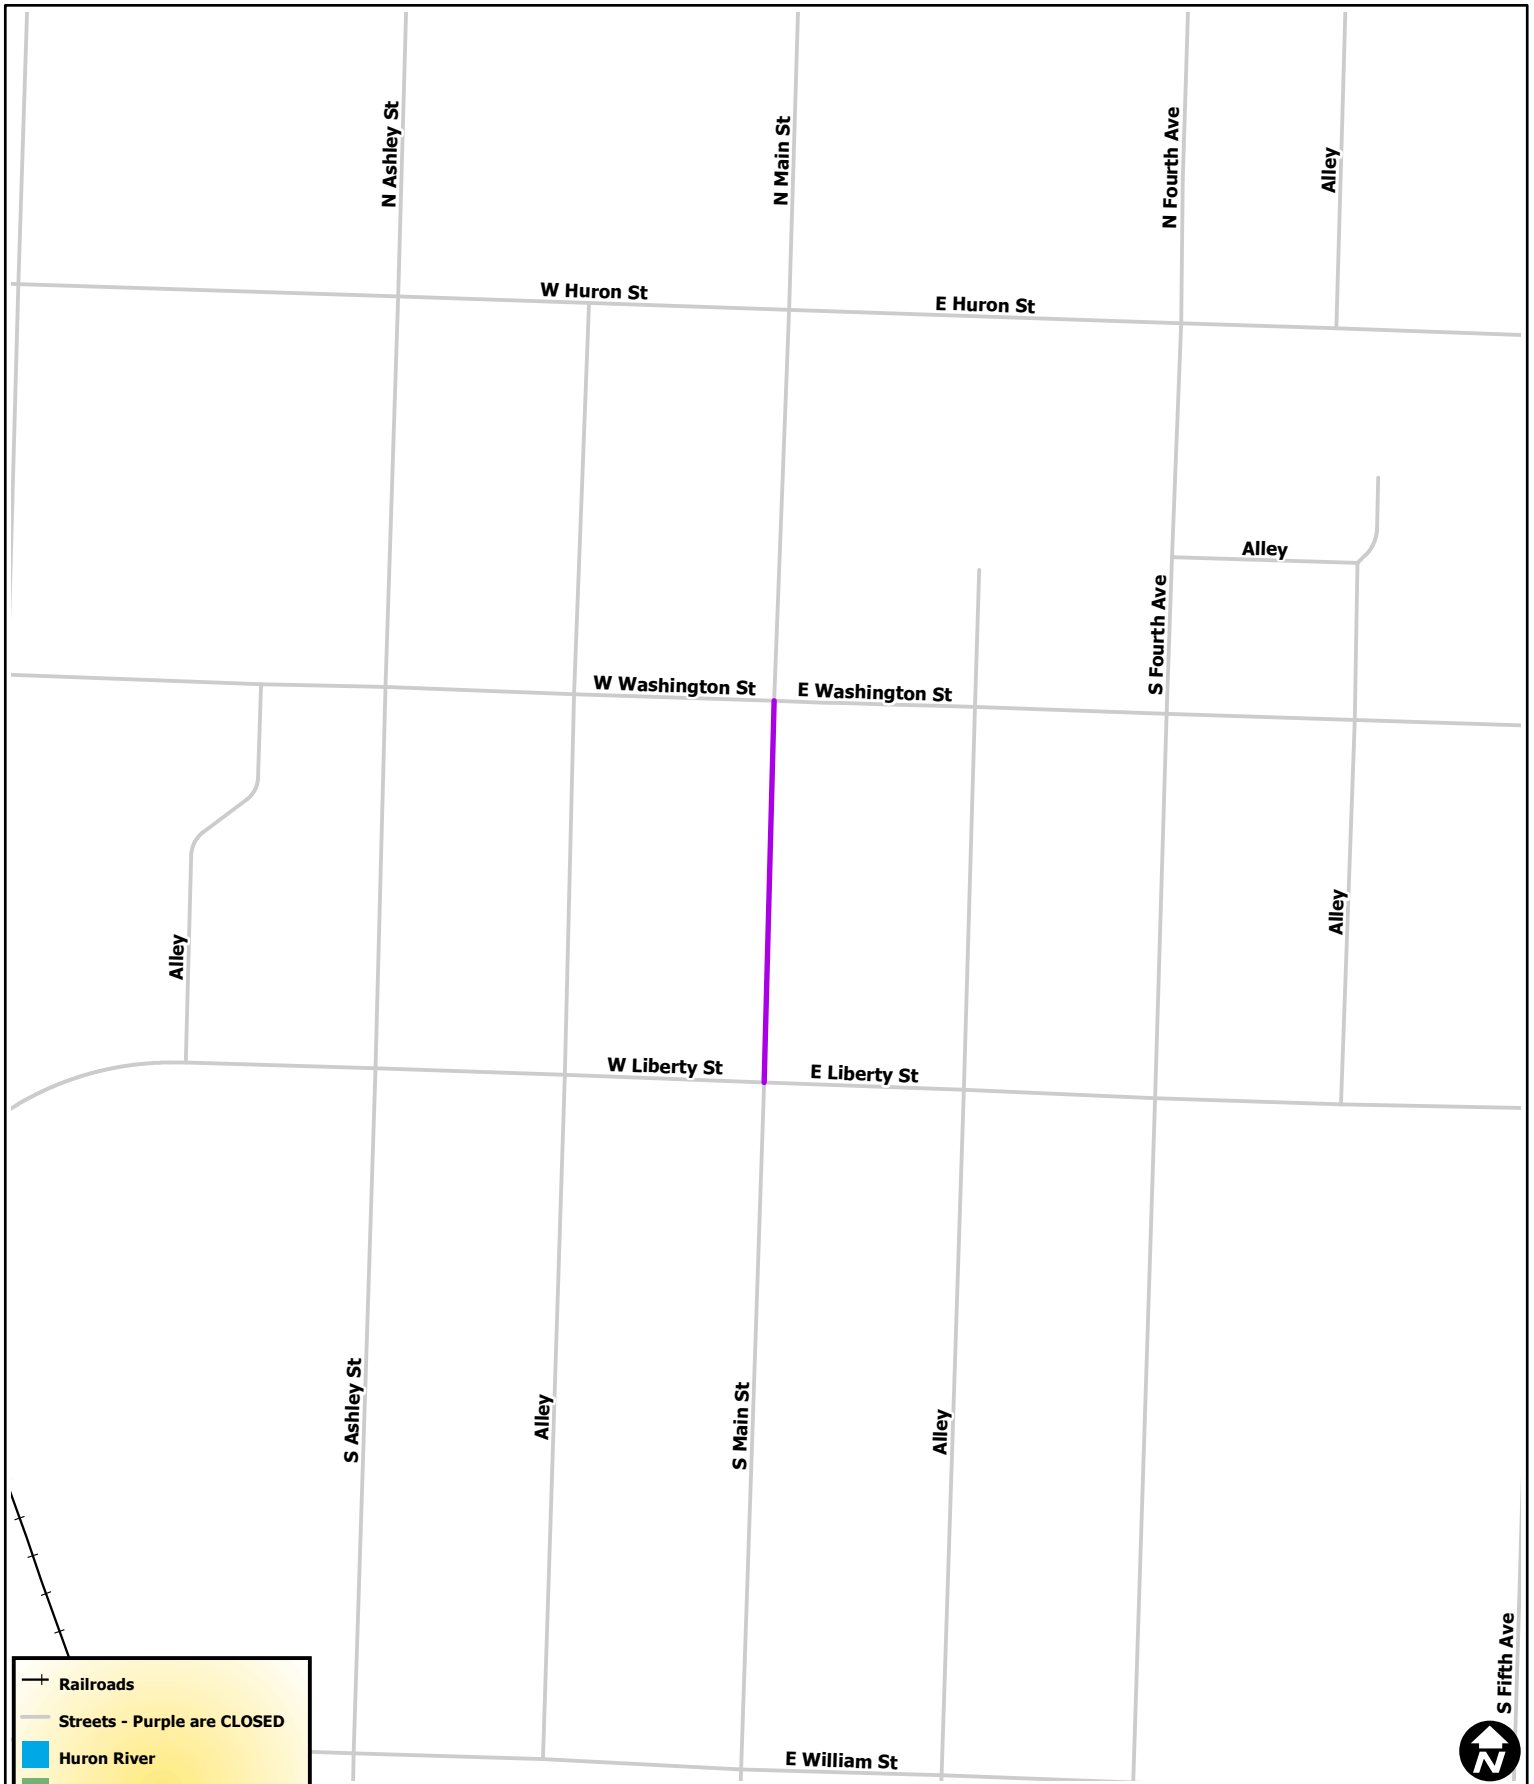 N Ashley St
N Main St
N Fourth Ave
Alley
W Huron St
E Huron St
Alley
S Fourth Ave
W Washington St
E Washington St
Alley
Alley
W Liberty St
E Liberty St
S Ashley St
Alley
S Main St
Alley
S Fifth Ave
Railroads
Streets - Purple are CLOSED
Huron River
E William St
N